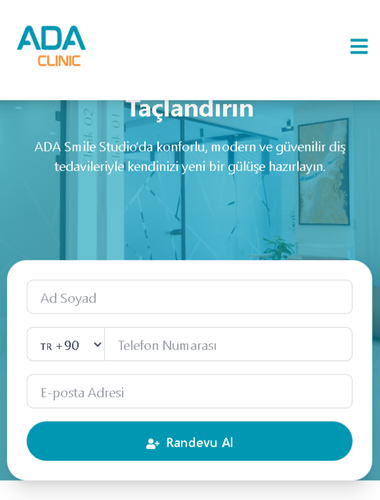 ADA
CLINIC
Taçlandırın
ADA Smile Studio'da konforlu, modern ve güvenilir diş
tedavileriyle kendinizi yeni bir gülüşe hazırlayın.
Ad Soyad
TR +90
Telefon Numarası
E-posta Adresi
Randevu Al